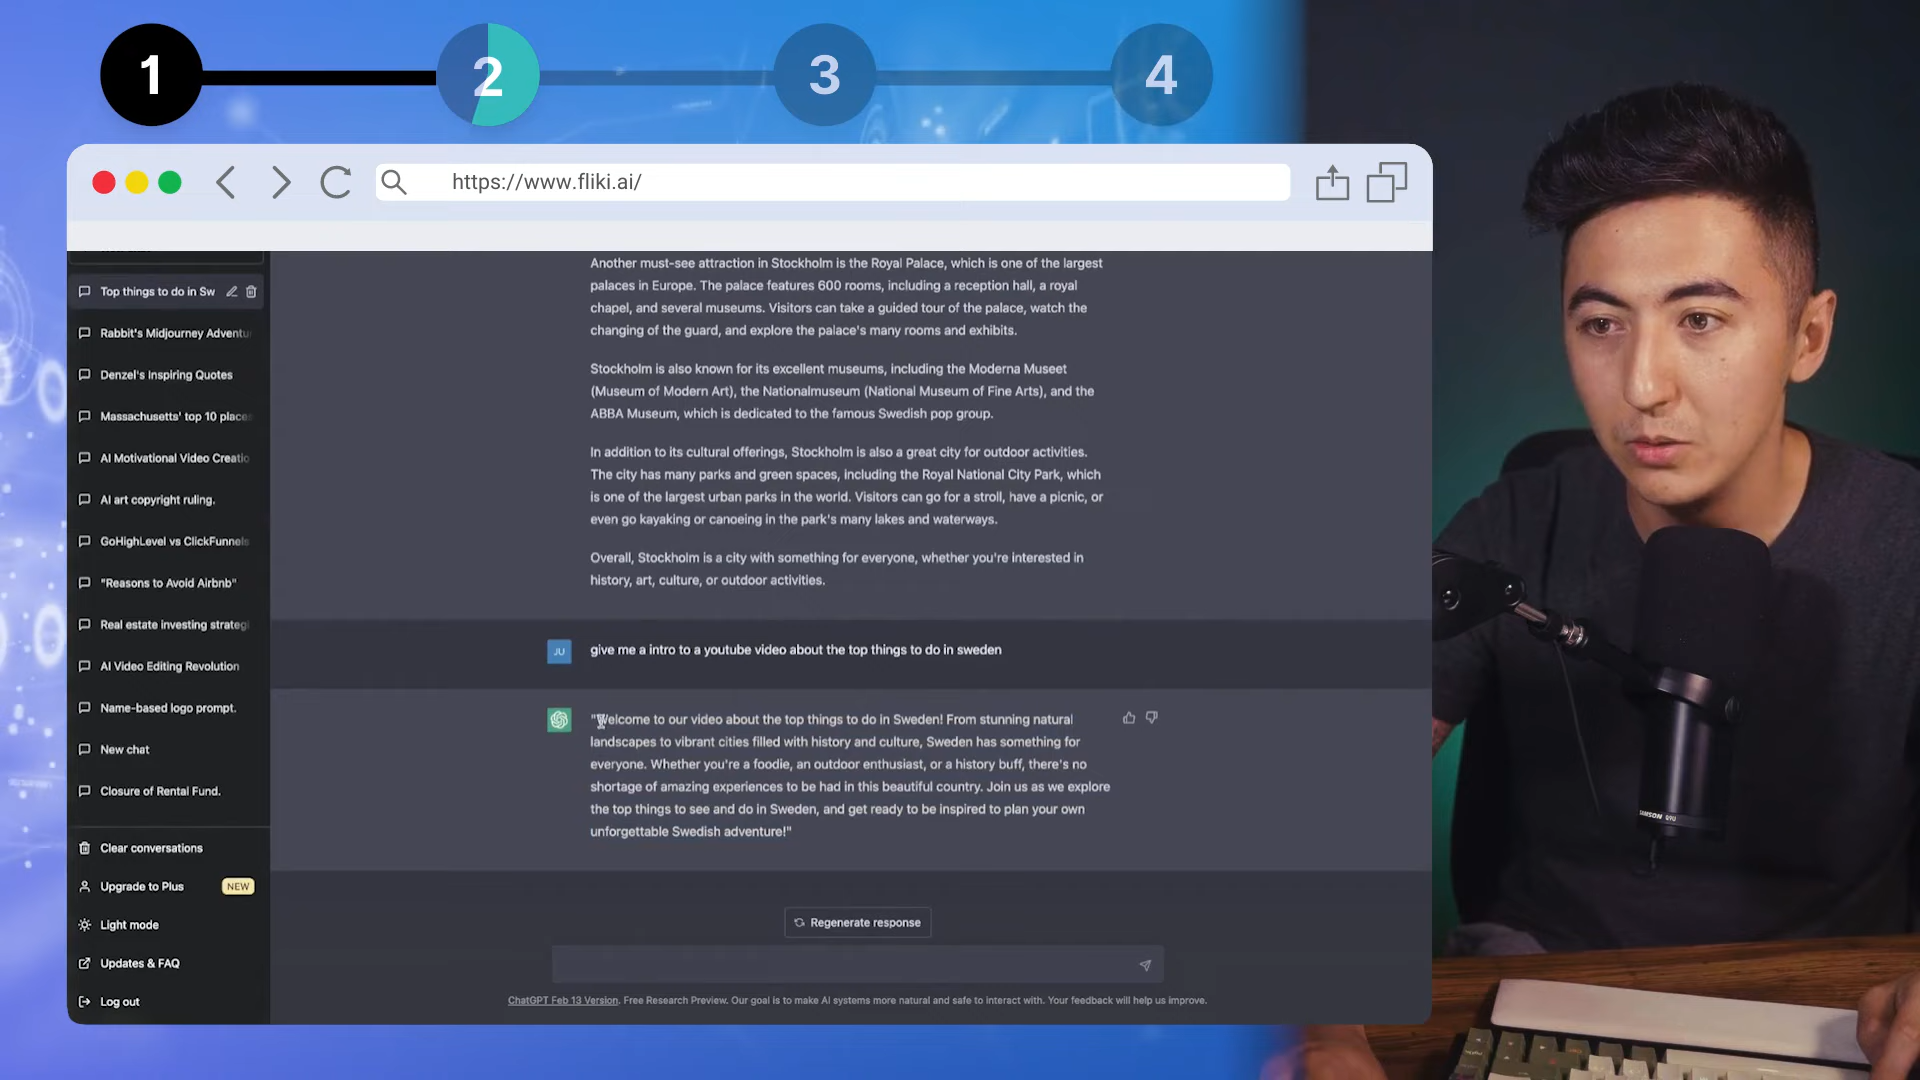 1
2
3
4
https://www.fliki.ai/
Top things to do in Sw
Rabbit's Midjourney Adventu
Denzel's Inspiring Quotes
Massachusetts' top 10 place
AI Motivational Video Creatio
AI art copyright ruling.
GoHighLevel vs ClickFunnels
"Reasons to Avoid Airbnb"
Real estate investing strateg
AI Video Editing Revolution
Name-based logo prompt.
New chat
Closure of Rental Fund.
Clear conversations
Upgrade to Plus NEW
Light mode
Updates & FAQ
Log out
Another must-see attraction in Stockholm is the Royal Palace, which is one of the largest
palaces in Europe. The palace features 600 rooms, including a reception hall, a royal
chapel, and several museums. Visitors can take a guided tour of the palace, watch the
changing of the guard, and explore the palace's many rooms and exhibits.
Stockholm is also known for its excellent museums, including the Moderna Museet
(Museum of Modern Art), the Nationalmuseum (National Museum of Fine Arts), and the
ABBA Museum, which is dedicated to the famous Swedish pop group.
In addition to its cultural offerings, Stockholm is also a great city for outdoor activities.
The city has many parks and green spaces, including the Royal National City Park, which
is one of the largest urban parks in the world. Visitors can go for a stroll, have a picnic, or
even go kayaking or canoeing in the park's many lakes and waterways.
Overall, Stockholm is a city with something for everyone, whether you're interested in
history, art, culture, or outdoor activities.
JU
give me a intro to a youtube video about the top things to do in sweden
"Welcome to our video about the top things to do in Sweden! From stunning natural
landscapes to vibrant cities filled with history and culture, Sweden has something for
everyone. Whether you're a foodie, an outdoor enthusiast, or a history buff, there's no
shortage of amazing experiences to be had in this beautiful country. Join us as we explore
the top things to see and do in Sweden, and get ready to be inspired to plan your own
unforgettable Swedish adventure!"
Regenerate response
ChatGPT Feb 13 Version. Free Research Preview. Our goal is to make AI systems more natural and safe to interact with. Your feedback will help us improve.
SAMSON Q9U